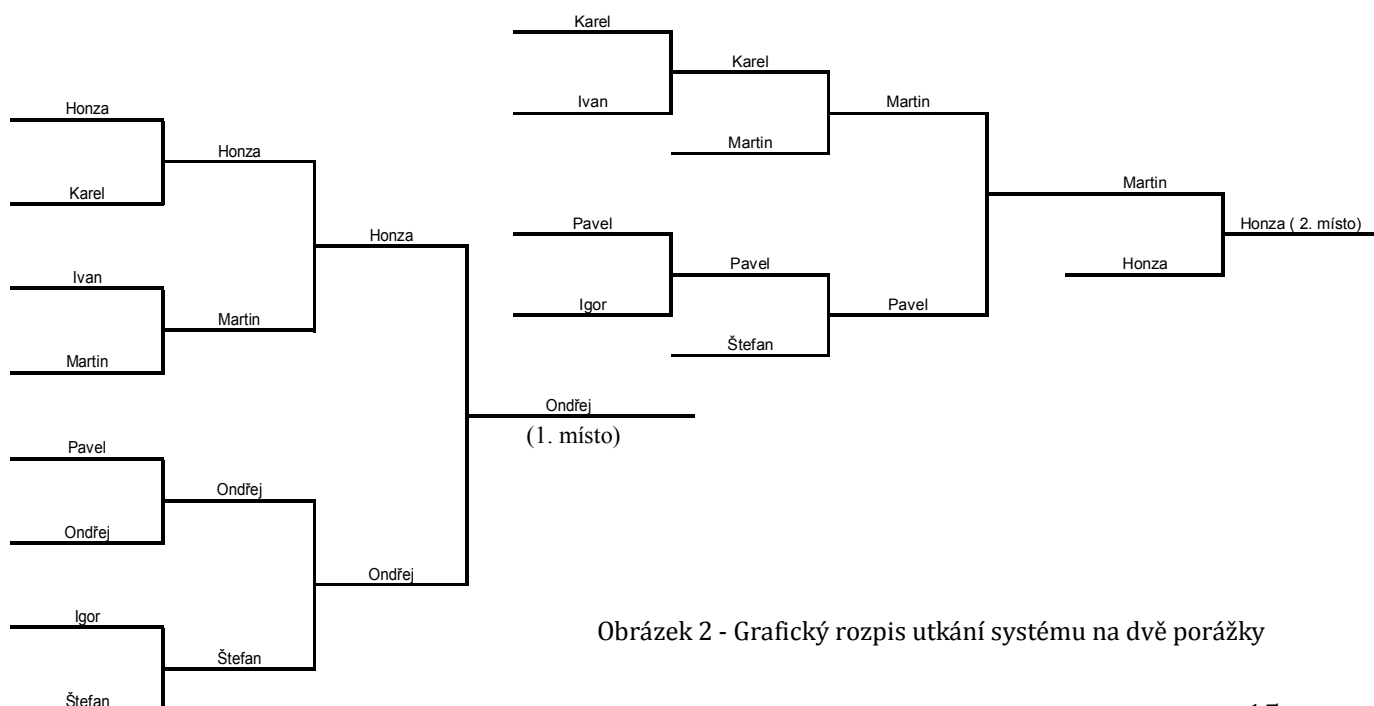 Honza
Karel
Ivan
Martin
Pavel
Ondřej
Igor
Štefan
Honza
Martin
Ondřej
Štefan
Honza
Ondřej
Ondřej
(1. místo)
Karel
Ivan
Karel
Martin
Martin
Pavel
Igor
Pavel
Štefan
Pavel
Martin
Honza
Honza ( 2. místo)
Obrázek 2 - Grafický rozpis utkání systému na dvě porážky